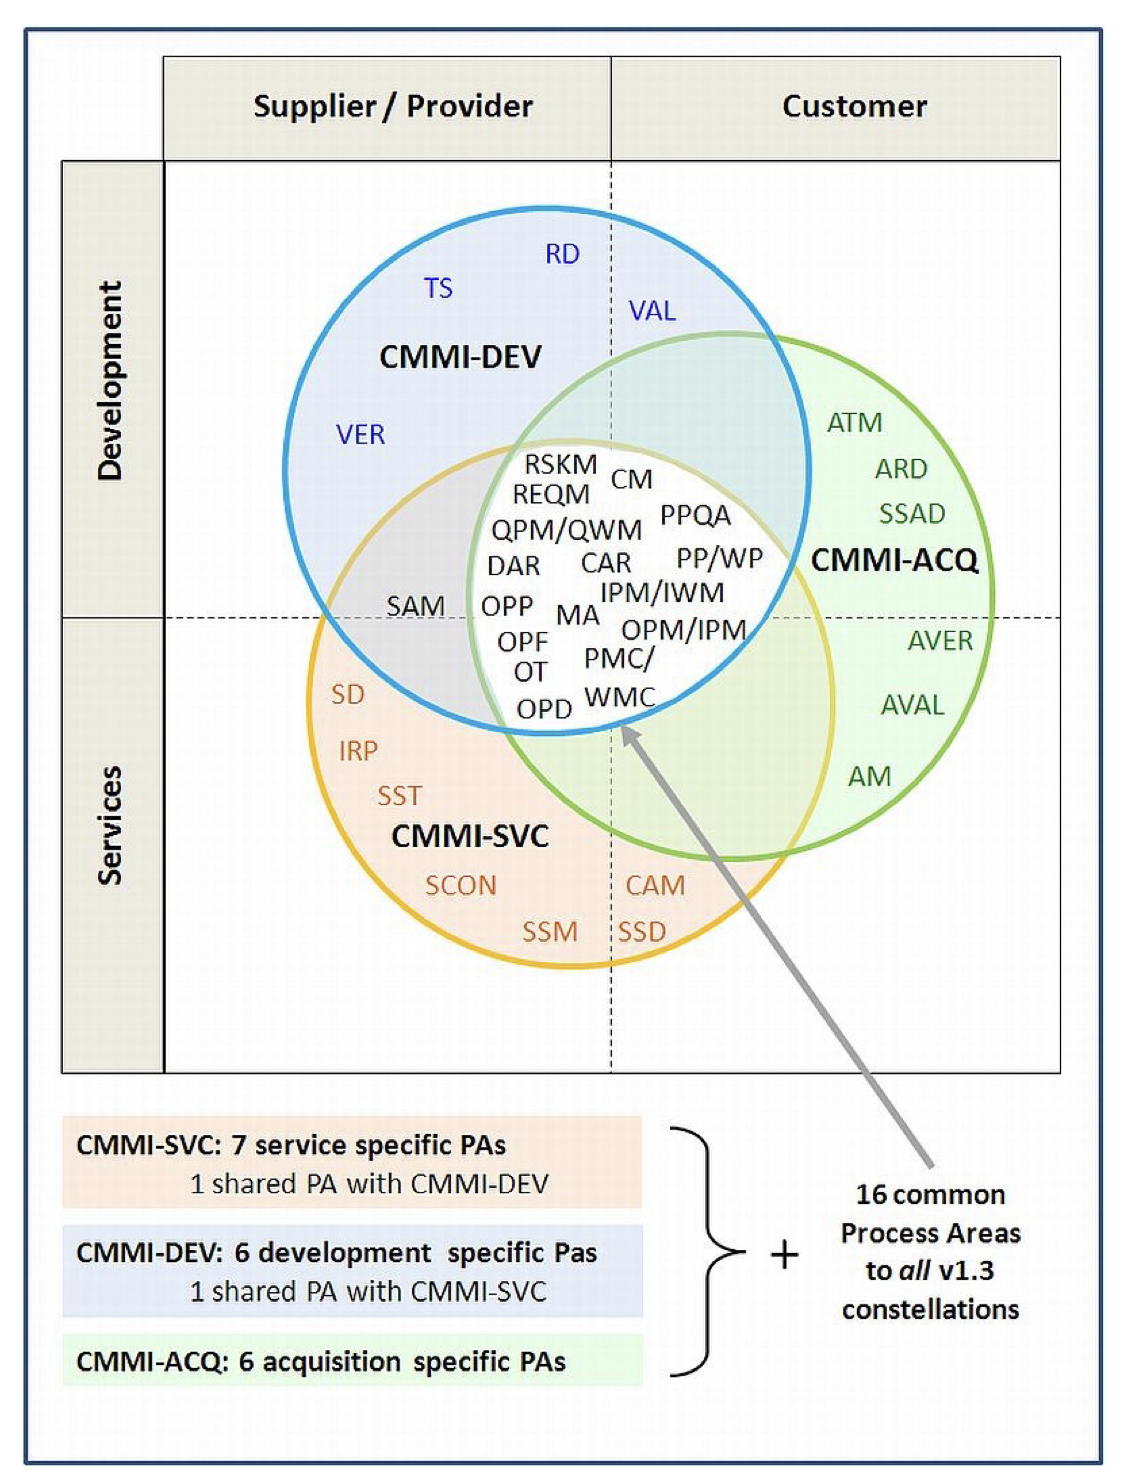 Supplier / Provider
Customer
Development
Services
RD
TS
VAL
CMMI-DEV
VER
ATM
ARD
SSAD
CMMI-ACQ
RSKM
CM
REQM
PPQA
QPM/QWM
DAR
CAR
PP/WP
IPM/IWM
SAM
OPP
MA
OPM/IPM
OPF
PMC/
OT
WMC
OPD
AVER
AVAL
AM
SD
IRP
SST
CMMI-SVC
SCON
CAM
SSM
SSD
CMMI-SVC: 7 service specific PAs
1 shared PA with CMMI-DEV
CMMI-DEV: 6 development specific Pas
1 shared PA with CMMI-SVC
CMMI-ACQ: 6 acquisition specific PAs
+
16 common
Process Areas
to all v1.3
constellations